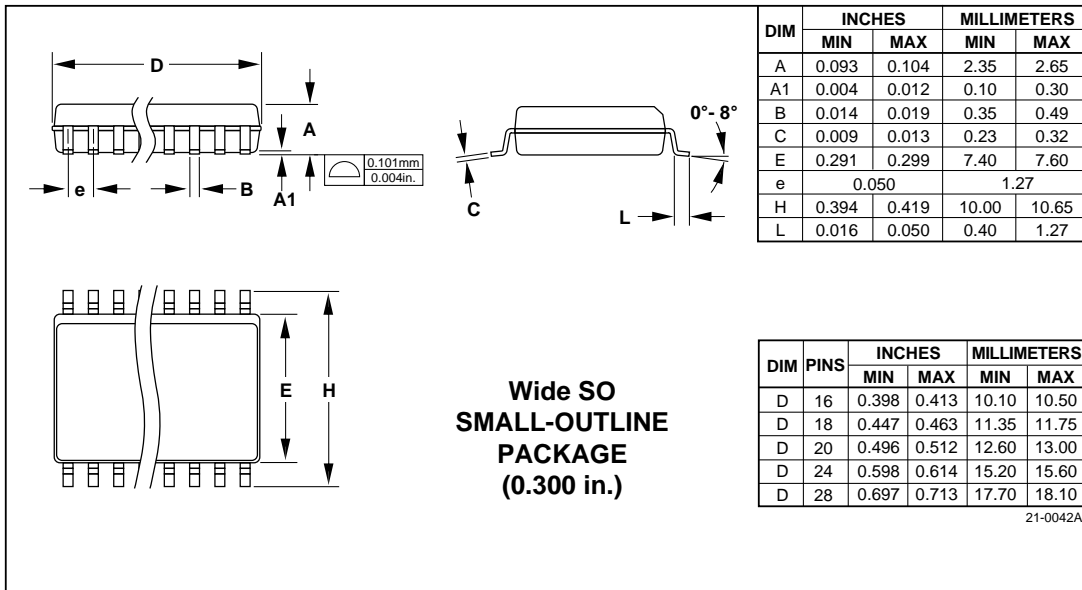 D
A
e
A1
B
0.101mm
0.004in.
C
L
0°- 8°
DIM INCHES MILLIMETERS
MIN MAX MIN MAX
A 0.093 0.104 2.35 2.65
A1 0.004 0.012 0.10 0.30
B 0.014 0.019 0.35 0.49
C 0.009 0.013 0.23 0.32
E 0.291 0.299 7.40 7.60
e 0.050 1.27
H 0.394 0.419 10.00 10.65
L 0.016 0.050 0.40 1.27
E
H
Wide SO
SMALL-OUTLINE
PACKAGE
(0.300 in.)
DIM PINS INCHES MILLIMETERS
MIN MAX MIN MAX
D 16 0.398 0.413 10.10 10.50
D 18 0.447 0.463 11.35 11.75
D 20 0.496 0.512 12.60 13.00
D 24 0.598 0.614 15.20 15.60
D 28 0.697 0.713 17.70 18.10
21-0042A